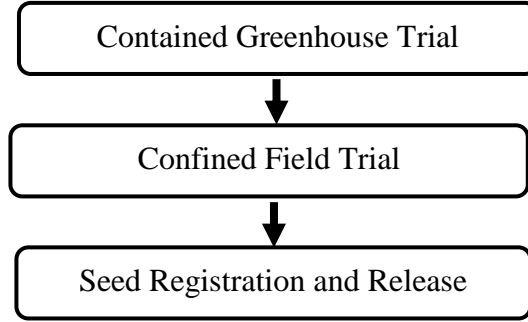 Contained Greenhouse Trial
Confined Field Trial
Seed Registration and Release